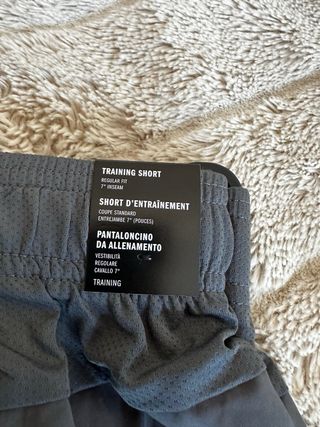 TRAINING SHORT
REGULAR FIT
7" INSEAM
SHORT D'ENTRAÎNEMENT
COUPE STANDARD
ENTREJAMBE 7" (POUCES)
PANTALONCINO
DA ALLENAMENTO
VESTIBILITÀ
REGOLARE
CAVALLO 7"
TRAINING